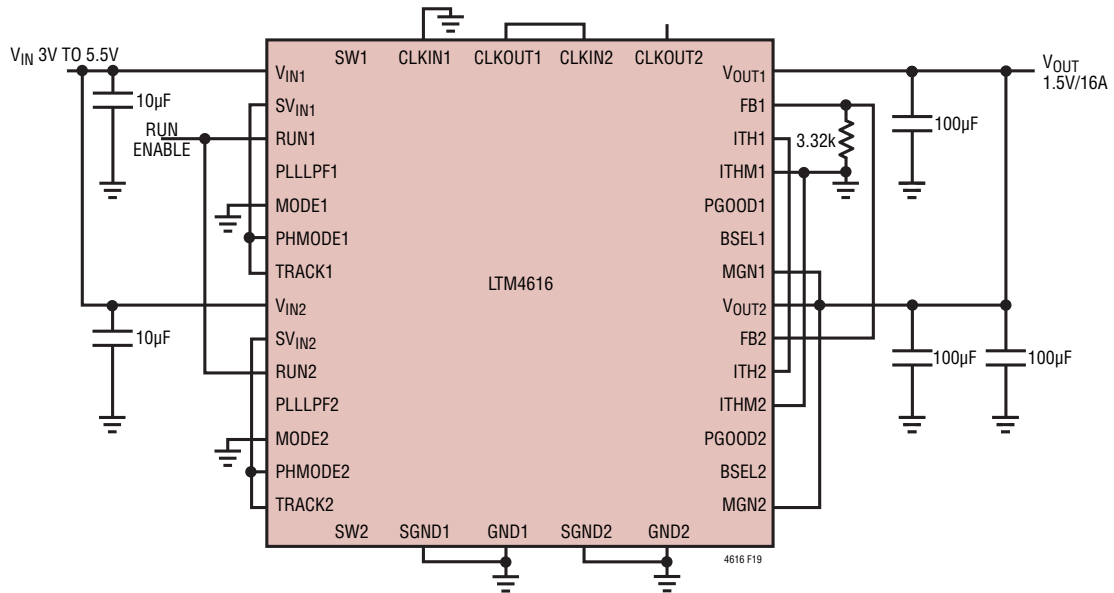 SW1 CLKIN1 CLKOUT1 CLKIN2 CLKOUT2
VIN 3V TO 5.5V
VIN1
VOUT1
VOUT
1.5V/16A
10µF
SVIN1
FB1
100µF
RUN
ENABLE
RUN1
ITH1
3.32k
PLLLPF1
ITHM1
MODE1
PGOOD1
PHMODE1
BSEL1
TRACK1
MGN1
LTM4616
VIN2
VOUT2
10µF
SVIN2
FB2
100µF
100µF
RUN2
ITH2
PLLLPF2
ITHM2
MODE2
PGOOD2
PHMODE2
BSEL2
TRACK2
MGN2
SW2 SGND1 GND1 SGND2 GND2
4616 F19